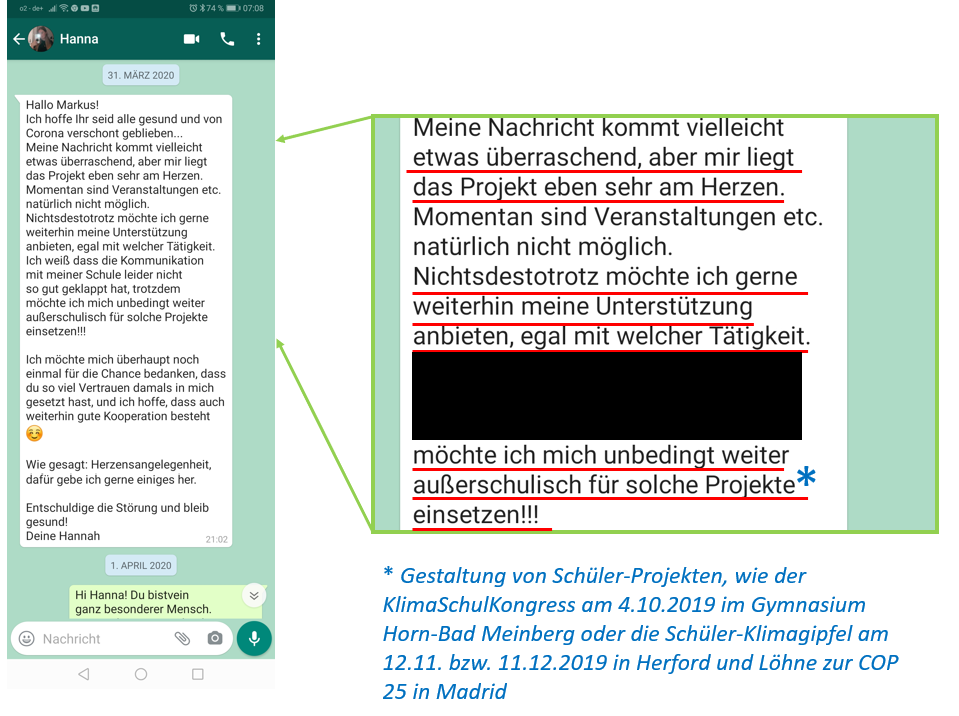 o2 - de+ 74 % 07:08
Hanna
31. MÄRZ 2020
Hallo Markus!
Ich hoffe Ihr seid alle gesund und von
Corona verschont geblieben...
Meine Nachricht kommt vielleicht
etwas überraschend, aber mir liegt
das Projekt eben sehr am Herzen.
Momentan sind Veranstaltungen etc.
natürlich nicht möglich.
Nichtsdestotrotz möchte ich gerne
weiterhin meine Unterstützung
anbieten, egal mit welcher Tätigkeit.
Ich weiß dass die Kommunikation
mit meiner Schule leider nicht
so gut geklappt hat, trotzdem
möchte ich mich unbedingt weiter
außerschulisch für solche Projekte
einsetzen!!!
Ich möchte mich überhaupt noch
einmal für die Chance bedanken, dass
du so viel Vertrauen damals in mich
gesetzt hast, und ich hoffe, dass auch
weiterhin gute Kooperation besteht
☺️
Wie gesagt: Herzensangelegenheit,
dafür gebe ich gerne einiges her.
Entschuldige die Störung und bleib
gesund!
Deine Hannah
21:02
1. APRIL 2020
Hi Hanna! Du bistvein
ganz besonderer Mensch.
Nachricht
Meine Nachricht kommt vielleicht
etwas überraschend, aber mir liegt
das Projekt eben sehr am Herzen.
Momentan sind Veranstaltungen etc.
natürlich nicht möglich.
Nichtsdestotrotz möchte ich gerne
weiterhin meine Unterstützung
anbieten, egal mit welcher Tätigkeit.
möchte ich mich unbedingt weiter
außerschulisch für solche Projekte*
einsetzen!!!
* Gestaltung von Schüler-Projekten, wie der
KlimaSchulKongress am 4.10.2019 im Gymnasium
Horn-Bad Meinberg oder die Schüler-Klimagipfel am
12.11. bzw. 11.12.2019 in Herford und Löhne zur COP
25 in Madrid